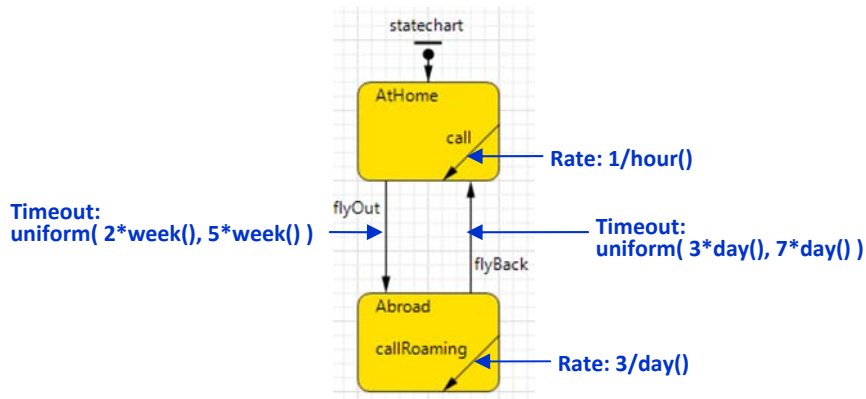 statechart
AtHome
call
Rate: 1/hour()
flyOut
Timeout:
uniform( 2*week(), 5*week() )
Timeout:
uniform( 3*day(), 7*day() )
flyBack
Abroad
callRoaming
Rate: 3/day()